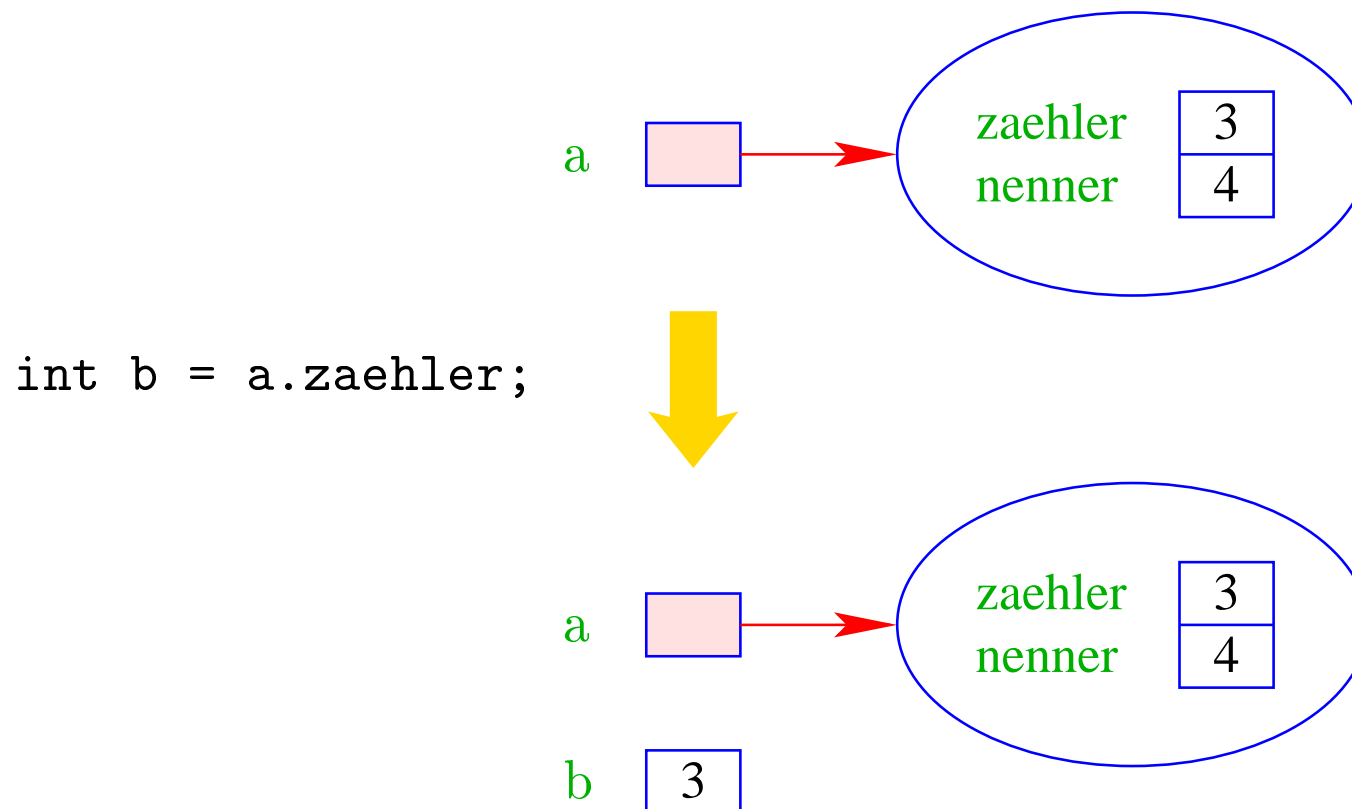 zaehler 3
a
nenner 4
int b = a.zaehler;
zaehler 3
a
nenner 4
b 3